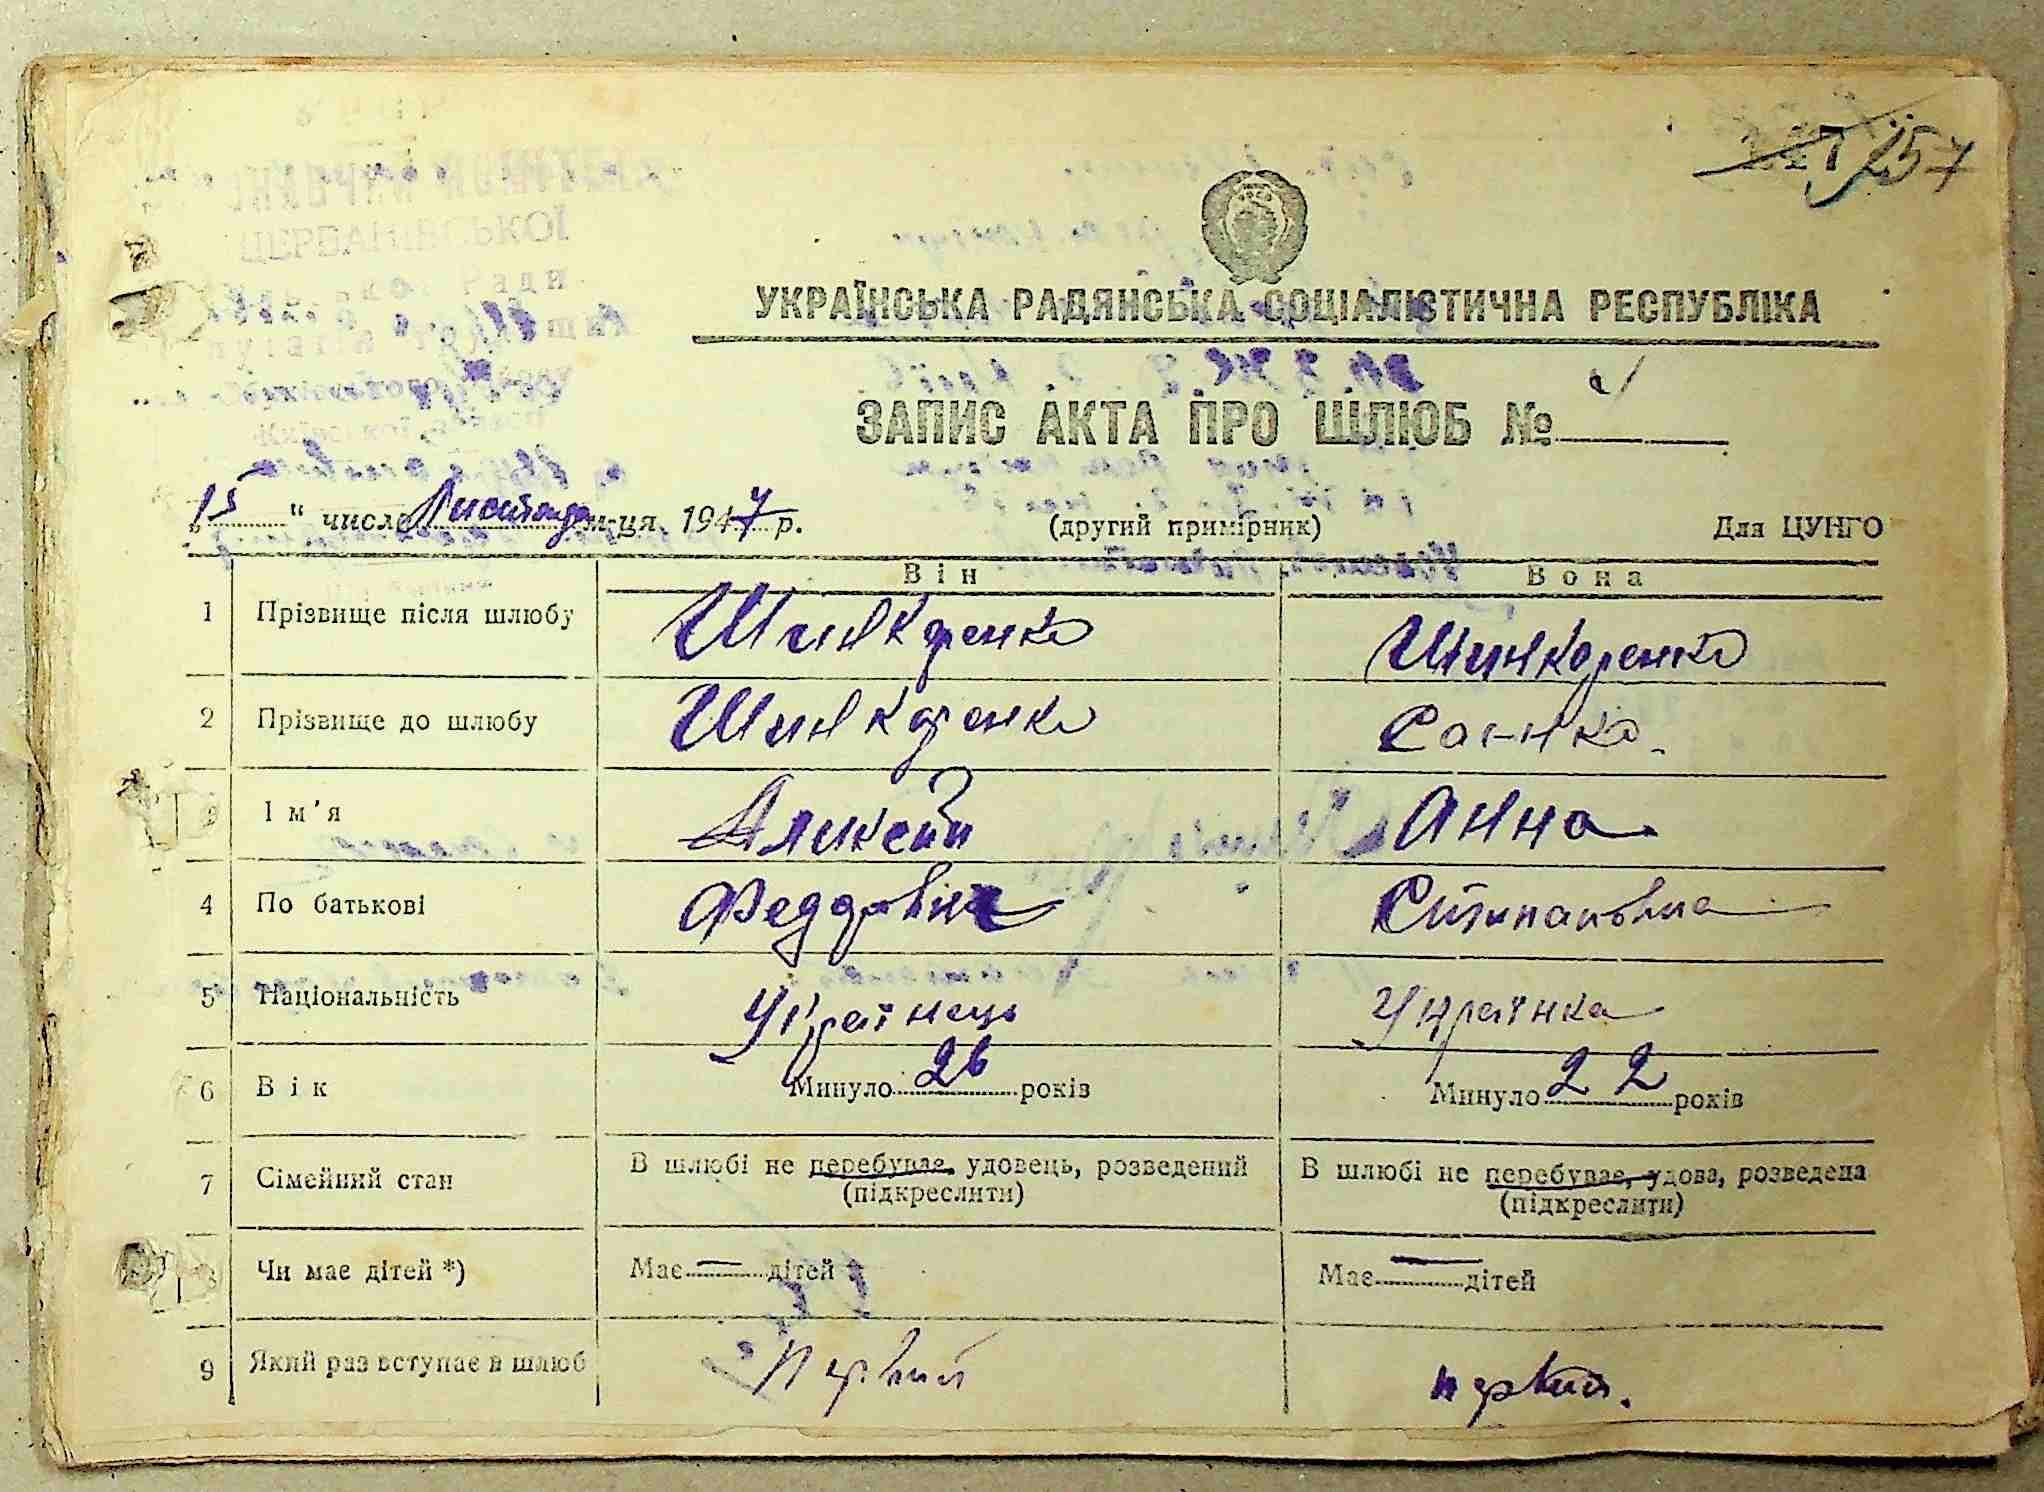 257
УКРАЇНСЬКА РАДЯНСЬКА СОЦІАЛІСТИЧНА РЕСПУБЛІКА
ЗАПИС АКТА ПРО ШЛЮБ №
„15“ числа Листопада м-ця 1947 р. (другий примірник) Для ЦУНГО
Він Вона
1 Прізвище після шлюбу Шинкаренко Шинкаренко
2 Прізвище до шлюбу Шинкаренко
3 Ім'я Алексей Анна
4 По батькові Федорович Степановна
5 Національність Українець Українка
6 Вік Минуло 26 років Минуло 22 років
7 Сімейний стан В шлюбі не перебуває, удовець, розведений В шлюбі не перебуває, удова, розведена
(підкреслити) (підкреслити)
8 Чи має дітей *) Має — дітей Має — дітей
9 Який раз вступає в шлюб Первий первий.